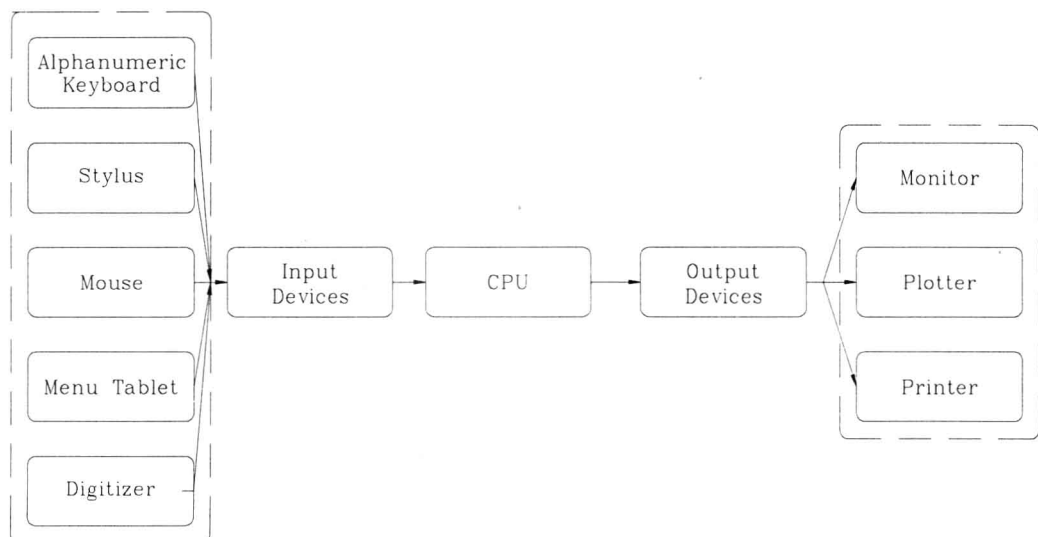 Alphanumeric
Keyboard
Stylus
Mouse
Menu Tablet
Digitizer
Input
Devices
CPU
Output
Devices
Monitor
Plotter
Printer